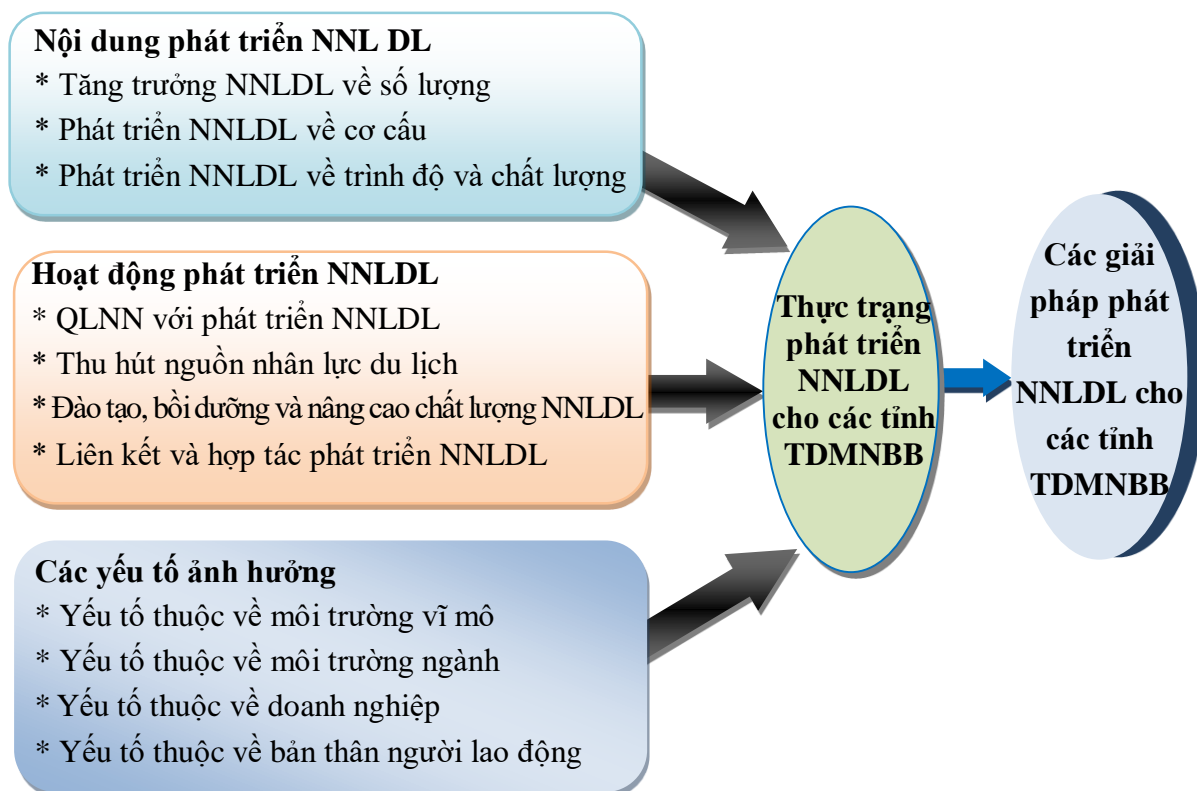 Nội dung phát triển NNL DL
* Tăng trưởng NNLDL về số lượng
* Phát triển NNLDL về cơ cấu
* Phát triển NNLDL về trình độ và chất lượng
Hoạt động phát triển NNLDL
* QLNN với phát triển NNLDL
* Thu hút nguồn nhân lực du lịch
* Đào tạo, bồi dưỡng và nâng cao chất lượng NNLDL
* Liên kết và hợp tác phát triển NNLDL
Các yếu tố ảnh hưởng
* Yếu tố thuộc về môi trường vĩ mô
* Yếu tố thuộc về môi trường ngành
* Yếu tố thuộc về doanh nghiệp
* Yếu tố thuộc về bản thân người lao động
Thực trạng
phát triển
NNLDL
cho các tỉnh
TDMNBB
Các giải
pháp phát
triển
NNLDL cho
các tỉnh
TDMNBB